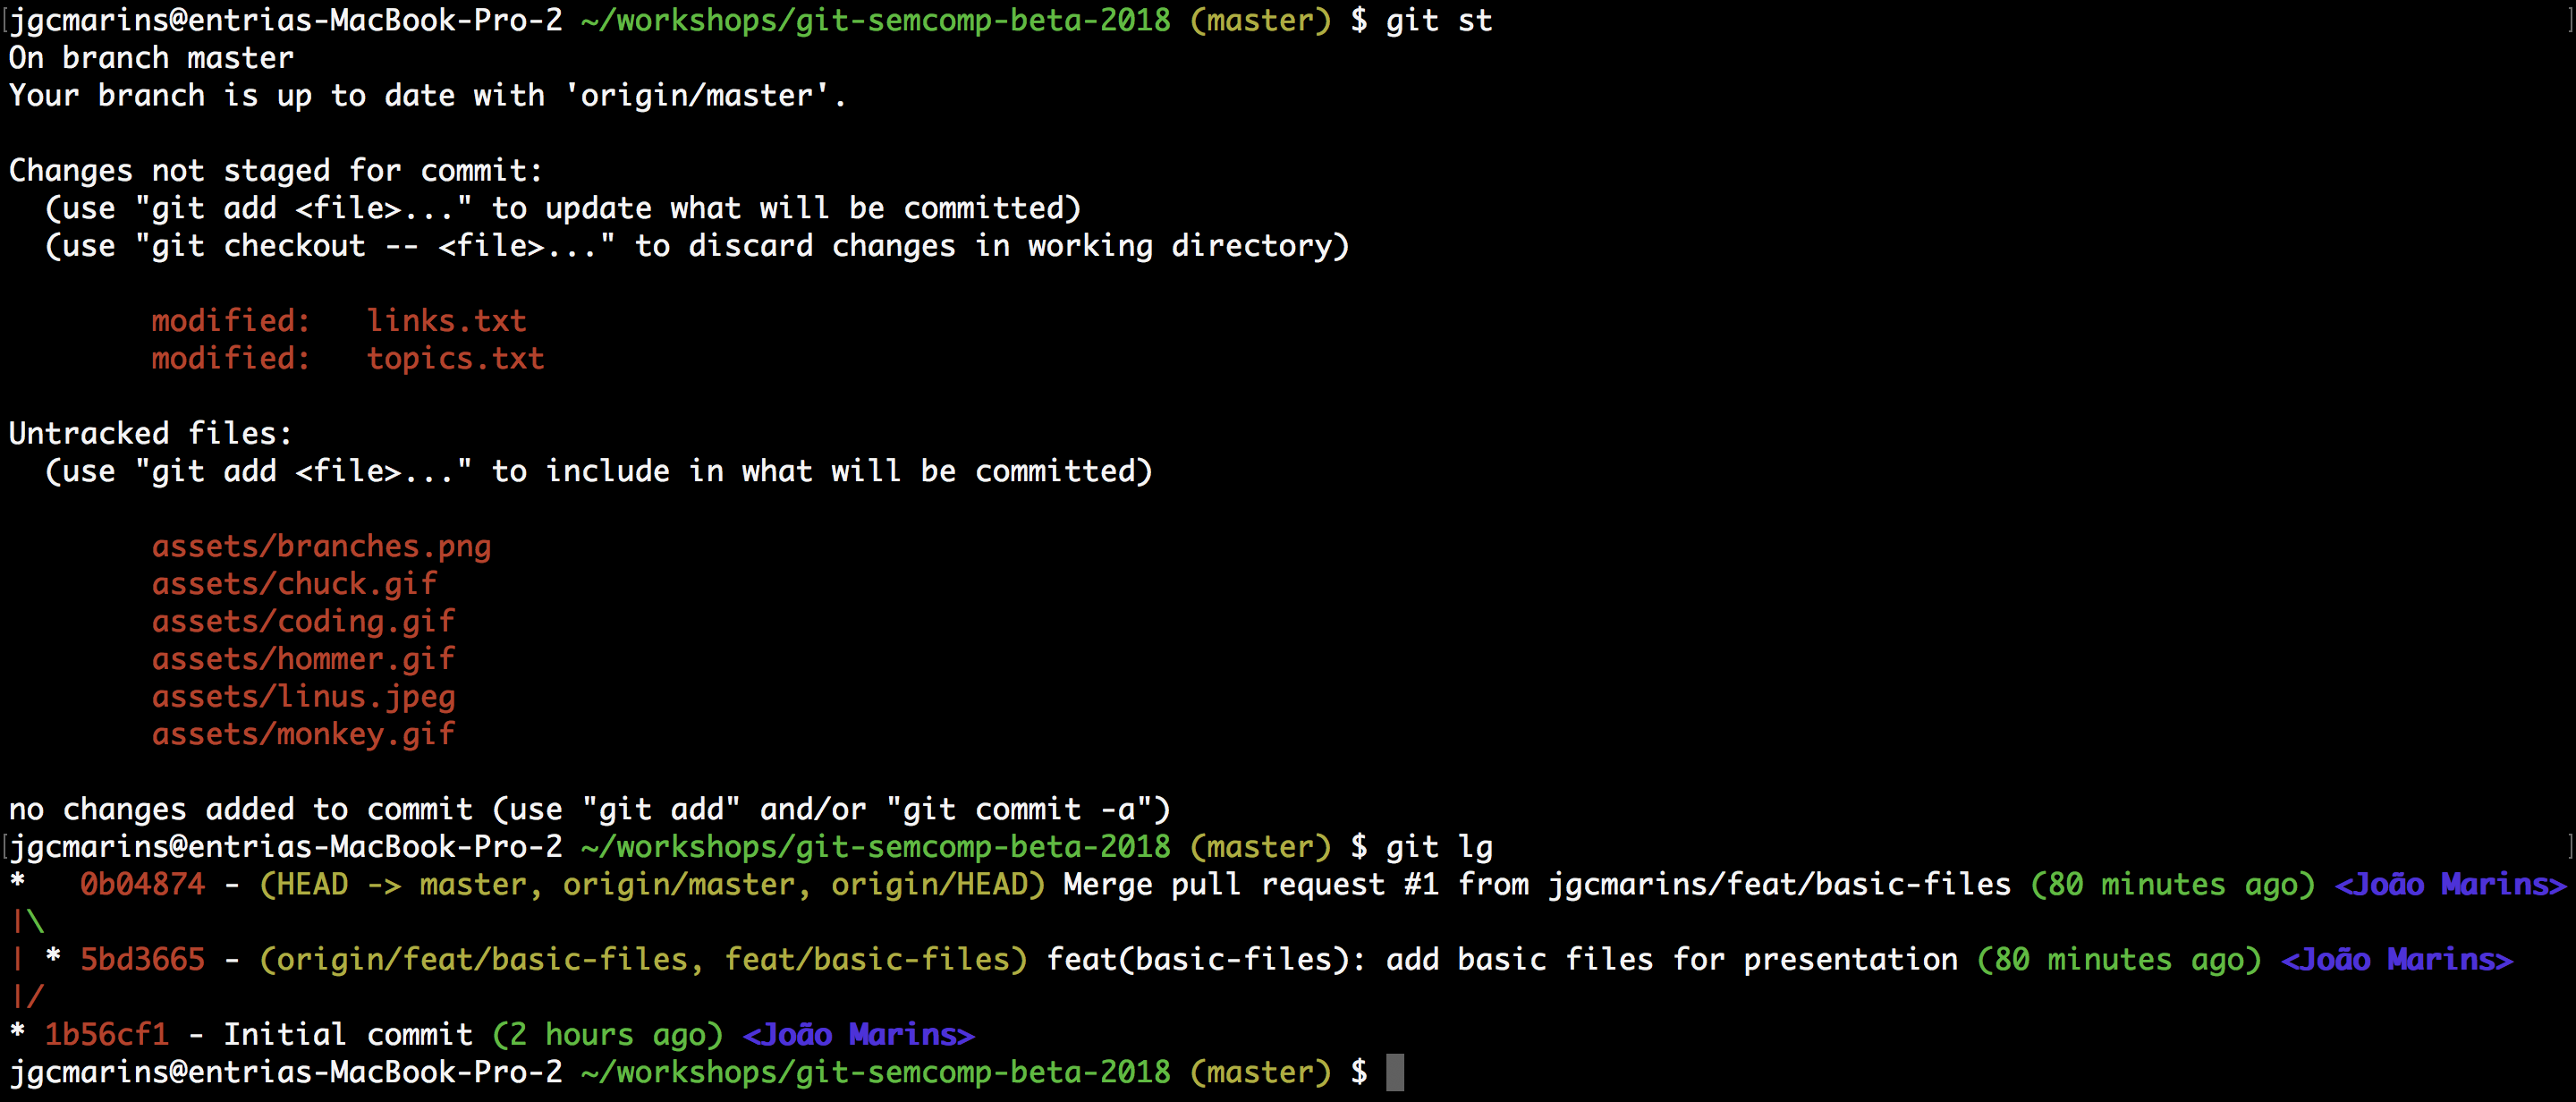 [jgcmarins@entrias-MacBook-Pro-2 ~/workshops/git-semcomp-beta-2018 (master) $ git st ]
On branch master
Your branch is up to date with 'origin/master'.
Changes not staged for commit:
  (use "git add <file>..." to update what will be committed)
  (use "git checkout -- <file>..." to discard changes in working directory)
        modified:   links.txt
        modified:   topics.txt
Untracked files:
  (use "git add <file>..." to include in what will be committed)
        assets/branches.png
        assets/chuck.gif
        assets/coding.gif
        assets/hommer.gif
        assets/linus.jpeg
        assets/monkey.gif
no changes added to commit (use "git add" and/or "git commit -a")
[jgcmarins@entrias-MacBook-Pro-2 ~/workshops/git-semcomp-beta-2018 (master) $ git lg ]
*   0b04874 - (HEAD -> master, origin/master, origin/HEAD) Merge pull request #1 from jgcmarins/feat/basic-files (80 minutes ago) <João Marins>
|\
| * 5bd3665 - (origin/feat/basic-files, feat/basic-files) feat(basic-files): add basic files for presentation (80 minutes ago) <João Marins>
|/
* 1b56cf1 - Initial commit (2 hours ago) <João Marins>
jgcmarins@entrias-MacBook-Pro-2 ~/workshops/git-semcomp-beta-2018 (master) $